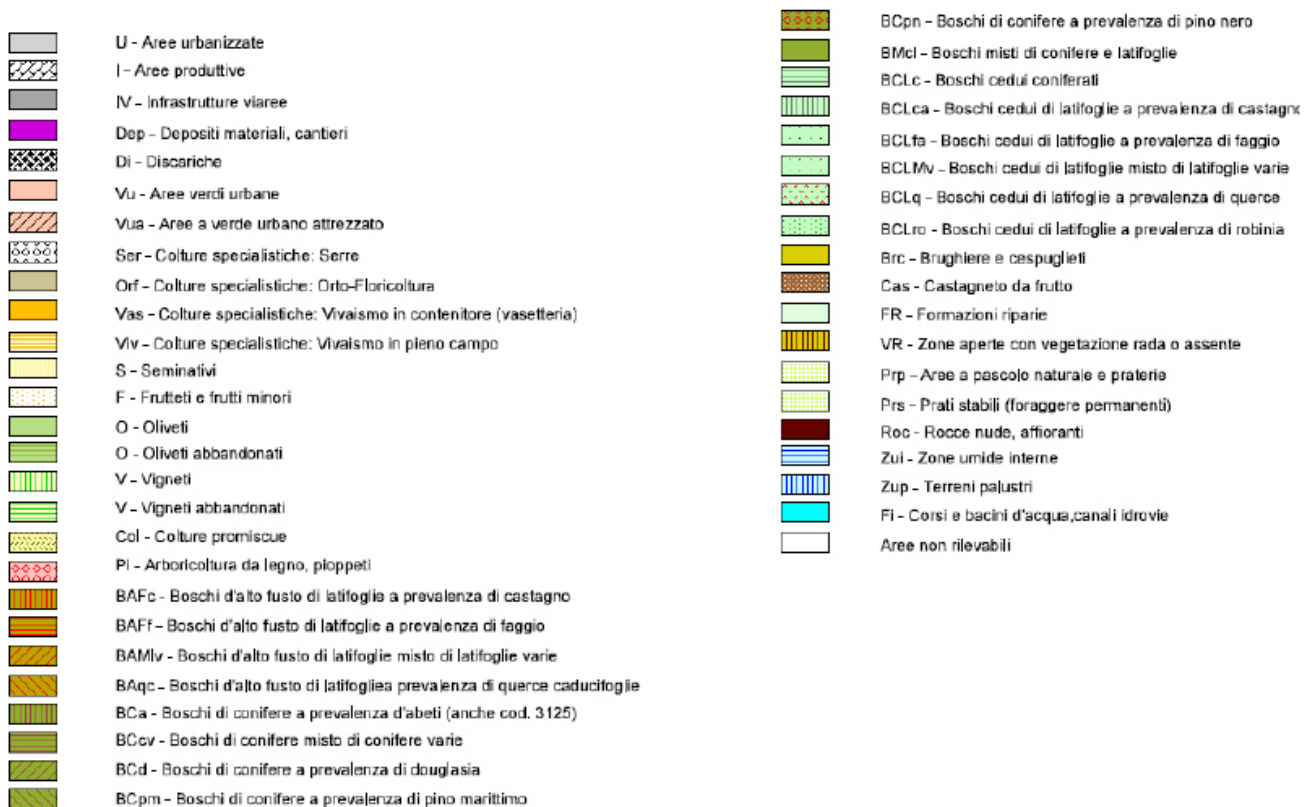 U - Aree urbanizzate
I - Aree produttive
IV - Infrastrutture viaree
Dep - Depositi materiali, cantieri
Di - Discariche
Vu - Aree verdi urbane
Vua - Aree a verde urbano attrezzato
Ser - Colture specialistiche: Serre
Orf - Colture specialistiche: Orto-Floricoltura
Vas - Colture specialistiche: Vivaismo in contenitore (vasetteria)
Viv - Colture specialistiche: Vivaismo in pieno campo
S - Seminativi
F - Frutteti e frutti minori
O - Oliveti
O - Oliveti abbandonati
V - Vigneti
V - Vigneti abbandonati
Col - Colture promiscue
Pi - Arboricoltura da legno, pioppeti
BAFc - Boschi d'alto fusto di latifoglie a prevalenza di castagno
BAFf - Boschi d'alto fusto di latifoglie a prevalenza di faggio
BAMlv - Boschi d'alto fusto di latifoglie misto di latifoglie varie
BAqc - Boschi d'alto fusto di latifogliea prevalenza di querce caducifoglie
BCa - Boschi di conifere a prevalenza d'abeti (anche cod. 3125)
BCcv - Boschi di conifere misto di conifere varie
BCd - Boschi di conifere a prevalenza di douglasia
BCpm - Boschi di conifere a prevalenza di pino marittimo
BCpn - Boschi di conifere a prevalenza di pino nero
BMcl - Boschi misti di conifere e latifoglie
BCLc - Boschi cedui coniferati
BCLca - Boschi cedui di latifoglie a prevalenza di castagno
BCLfa - Boschi cedui di latifoglie a prevalenza di faggio
BCLMv - Boschi cedui di latifoglie misto di latifoglie varie
BCLq - Boschi cedui di latifoglie a prevalenza di querce
BCLro - Boschi cedui di latifoglie a prevalenza di robinia
Brc - Brughiere e cespuglieti
Cas - Castagneto da frutto
FR - Formazioni riparie
VR - Zone aperte con vegetazione rada o assente
Prp - Aree a pascolo naturale e praterie
Prs - Prati stabili (foraggere permanenti)
Roc - Rocce nude, affioranti
Zui - Zone umide interne
Zup - Terreni palustri
Fi - Corsi e bacini d'acqua,canali idrovie
Aree non rilevabili